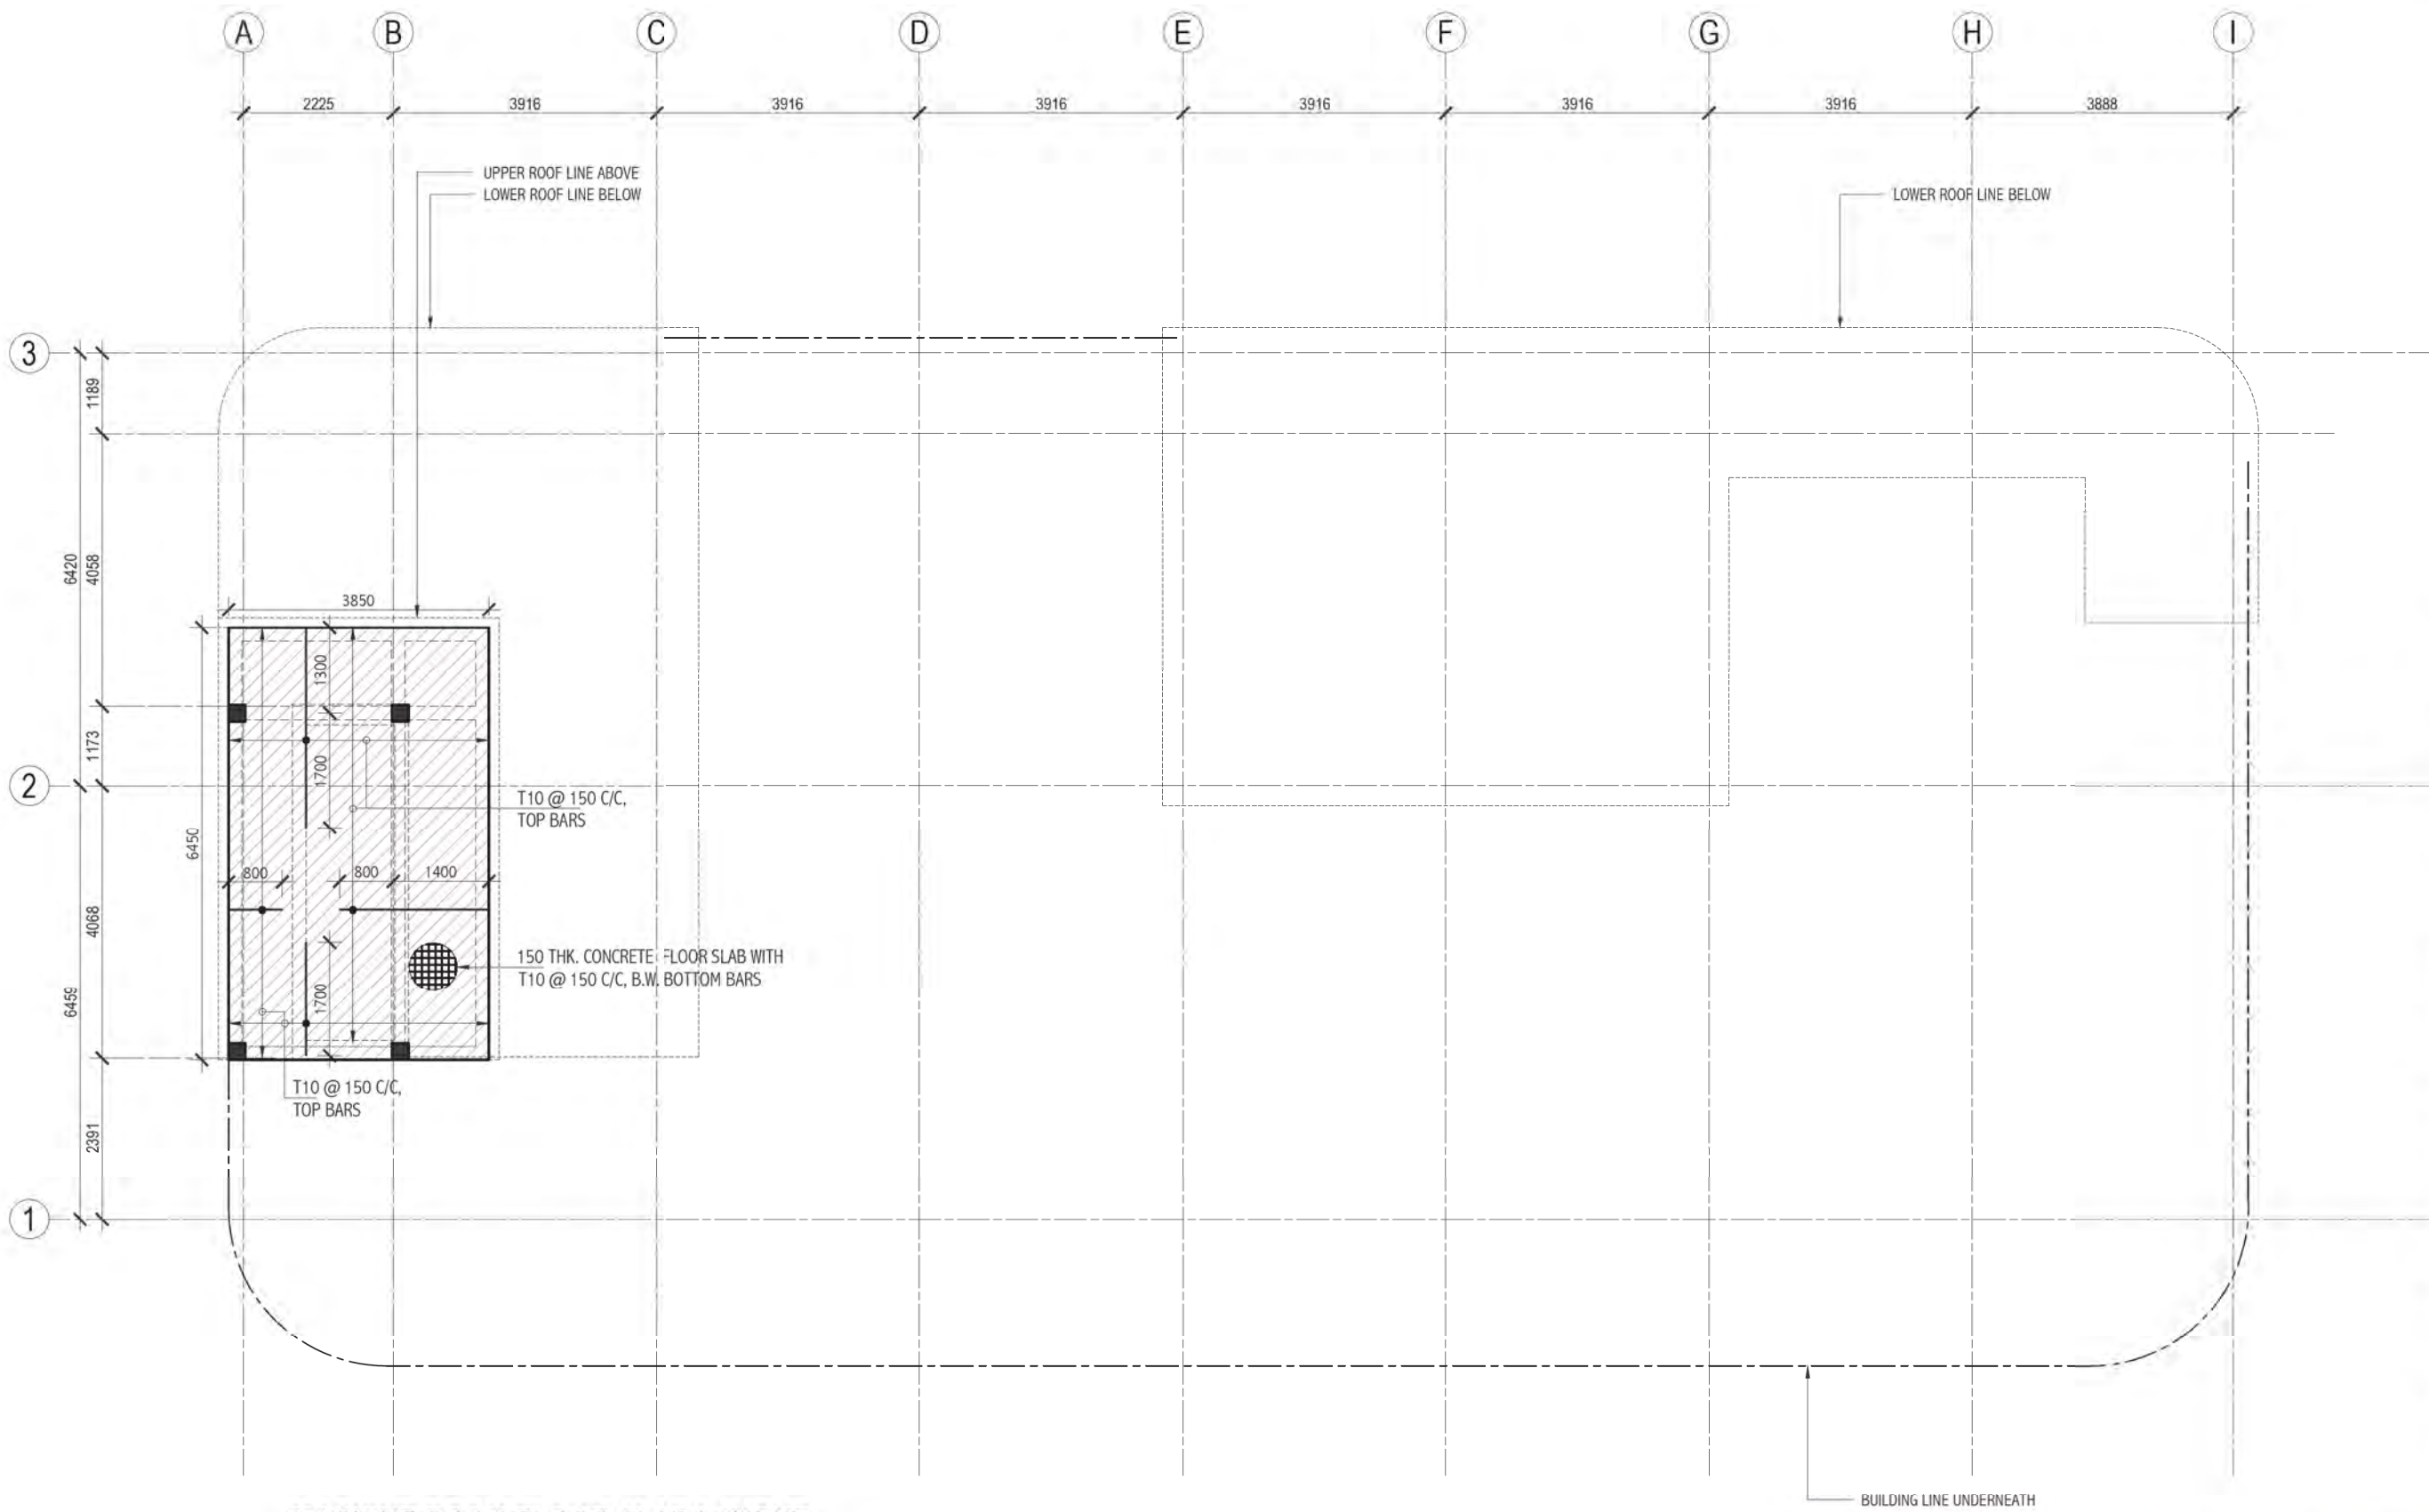 A B C D E F G H I
2225 3916 3916 3916 3916 3916 3916 3888
UPPER ROOF LINE ABOVE
LOWER ROOF LINE BELOW
LOWER ROOF LINE BELOW
3
1189
6420
4058
3850
1300
1173
1700
2
T10 @ 150 C/C,
TOP BARS
6450
800 800 1400
4068
150 THK. CONCRETE FLOOR SLAB WITH
T10 @ 150 C/C, B.W. BOTTOM BARS
6459
1700
T10 @ 150 C/C,
TOP BARS
2391
1
BUILDING LINE UNDERNEATH